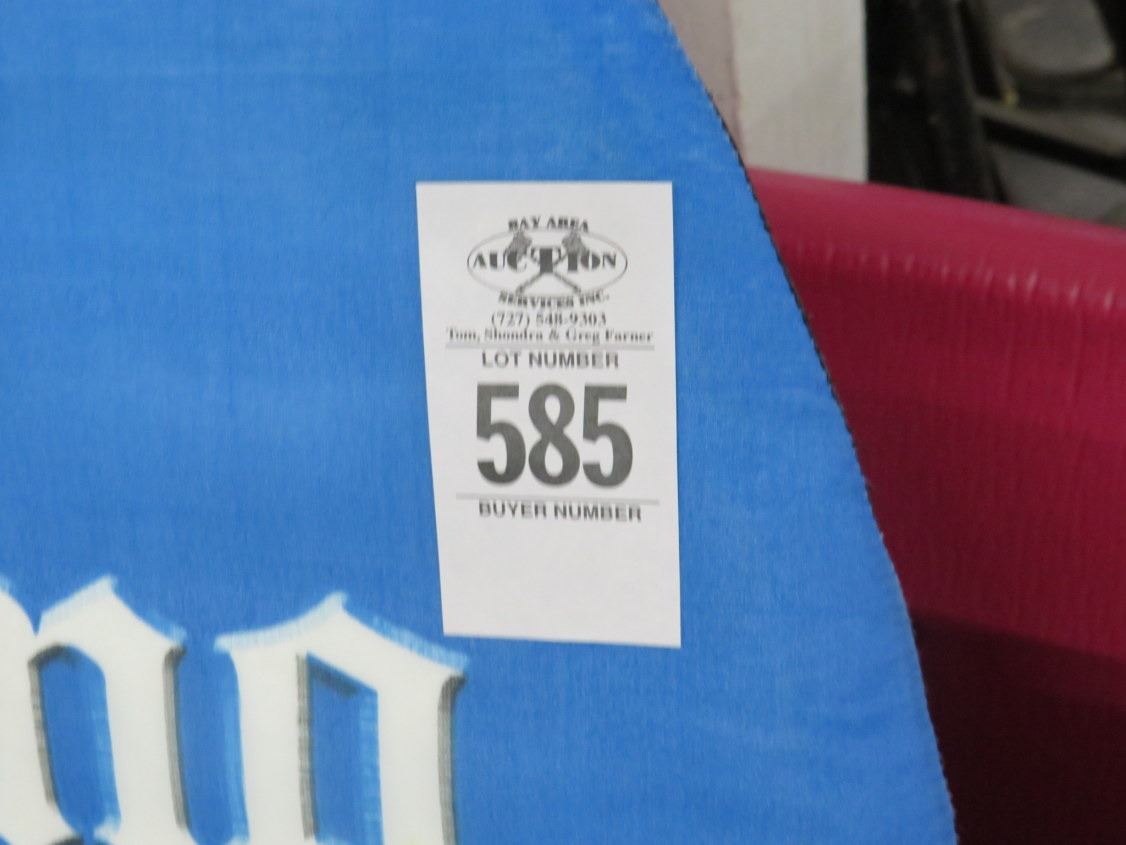 BAY AREA
AUCTION
SERVICES INC.
(727) 548-9303
Tom, Shondra & Greg Farner
LOT NUMBER
585
BUYER NUMBER